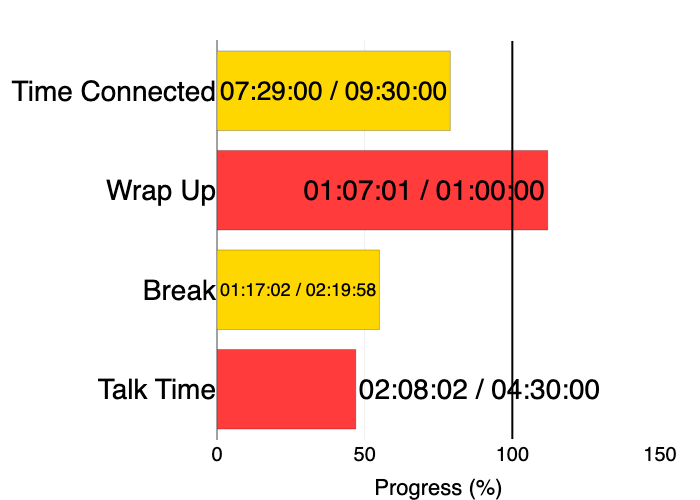 Time Connected 07:29:00 / 09:30:00
Wrap Up 01:07:01 / 01:00:00
Break 01:17:02 / 02:19:58
Talk Time 02:08:02 / 04:30:00
0 50 100 150
Progress (%)